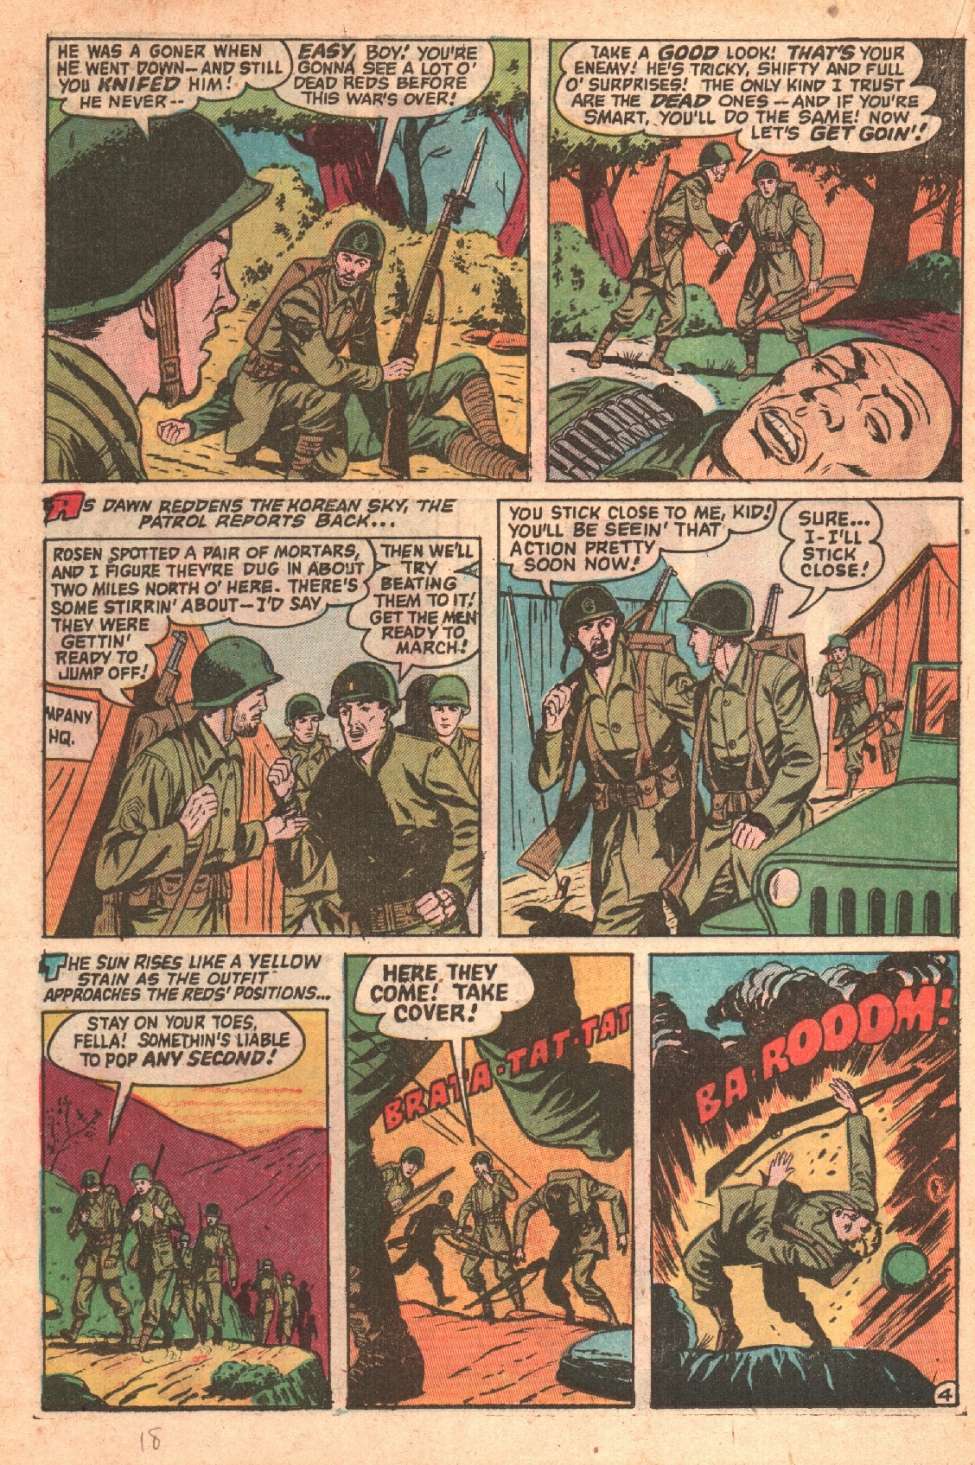 HE WAS A GONER WHEN
HE WENT DOWN—AND STILL
YOU KNIFED HIM!
HE NEVER--
EASY, BOY! YOU'RE
GONNA SEE A LOT O'
DEAD REDS BEFORE
THIS WAR'S OVER!
TAKE A GOOD LOOK! THAT'S YOUR
ENEMY! HE'S TRICKY, SHIFTY AND FULL
O' SURPRISES! THE ONLY KIND I TRUST
ARE THE DEAD ONES—AND IF YOU'RE
SMART, YOU'LL DO THE SAME! NOW
LET'S GET GOIN'!
AS DAWN REDDENS THE KOREAN SKY, THE
PATROL REPORTS BACK...
ROSEN SPOTTED A PAIR OF MORTARS,
AND I FIGURE THEY'RE DUG IN ABOUT
TWO MILES NORTH O' HERE. THERE'S
SOME STIRRIN' ABOUT—I'D SAY
THEY WERE
GETTIN'
READY TO
JUMP OFF!
THEN WE'LL
TRY
BEATING
THEM TO IT!
GET THE MEN
READY TO
MARCH!
MPANY
HQ.
YOU STICK CLOSE TO ME, KID!
YOU'LL BE SEEIN' THAT
ACTION PRETTY
SOON NOW!
SURE...
I-I'LL
STICK
CLOSE!
THE SUN RISES LIKE A YELLOW
STAIN AS THE OUTFIT
APPROACHES THE REDS' POSITIONS...
STAY ON YOUR TOES,
FELLA! SOMETHIN'S LIABLE
TO POP ANY SECOND!
HERE THEY
COME! TAKE
COVER!
BRATA-TAT-TAT
BA-ROOOM!
4
18